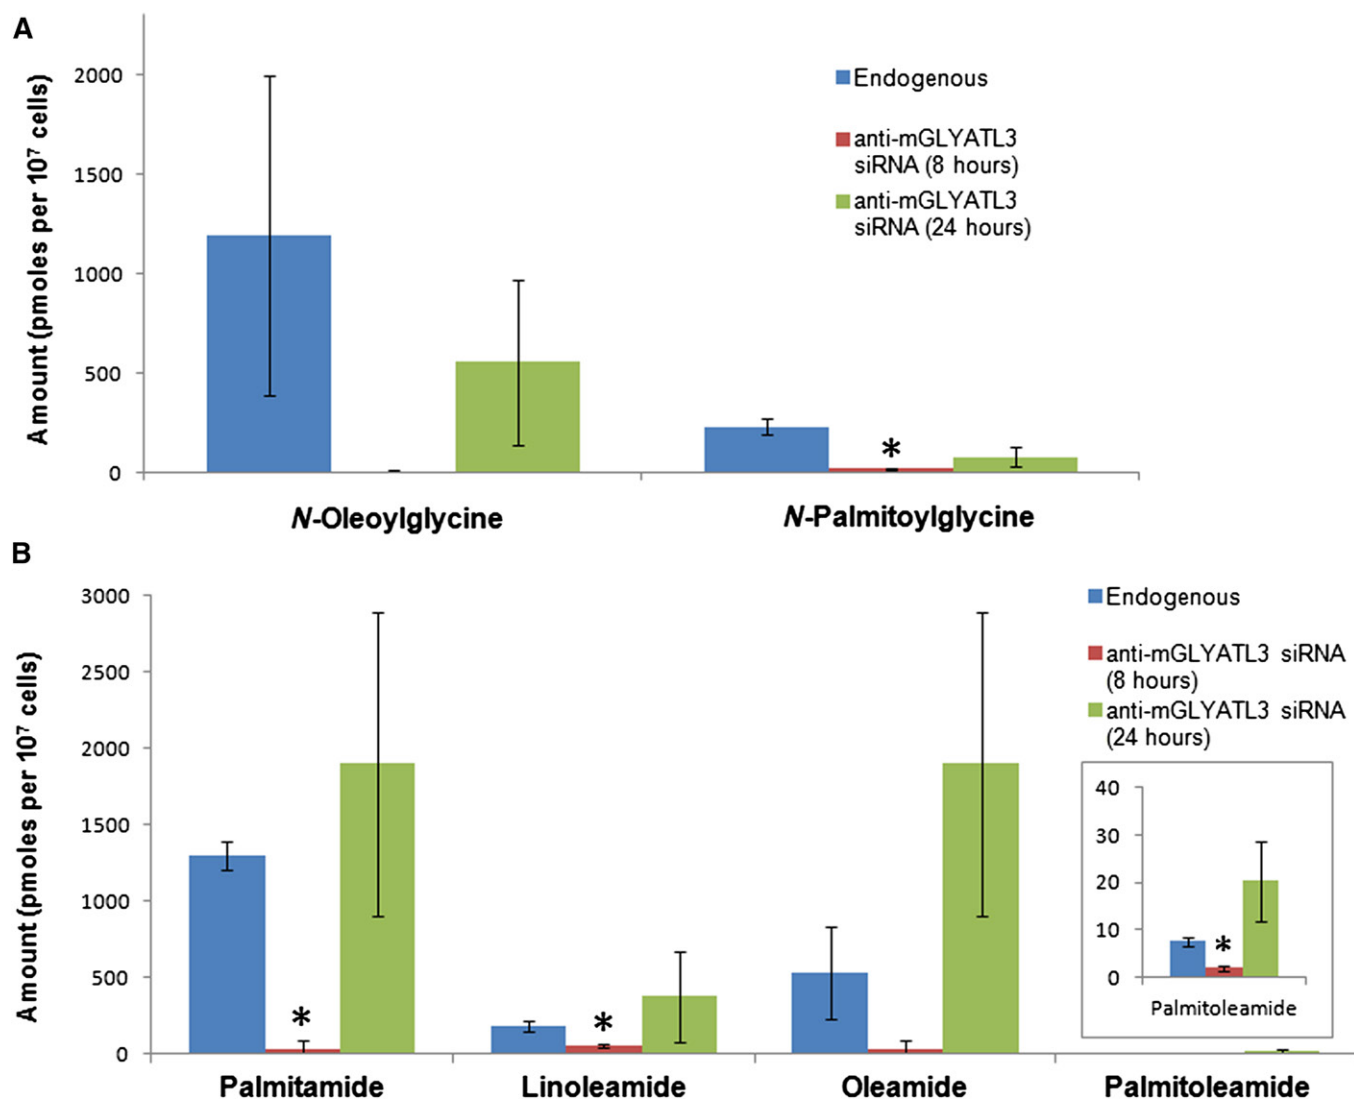 A
Amount (pmoles per 10⁷ cells)
2000
1500
1000
500
0
Endogenous
anti-mGLYATL3
siRNA (8 hours)
anti-mGLYATL3
siRNA (24 hours)
*
N-Oleoylglycine
N-Palmitoylglycine
B
Amount (pmoles per 10⁷ cells)
3000
2500
2000
1500
1000
500
0
Endogenous
anti-mGLYATL3 siRNA
(8 hours)
anti-mGLYATL3 siRNA
(24 hours)
*
*
40
30
20
10
0
*
Palmitoleamide
Palmitamide
Linoleamide
Oleamide
Palmitoleamide